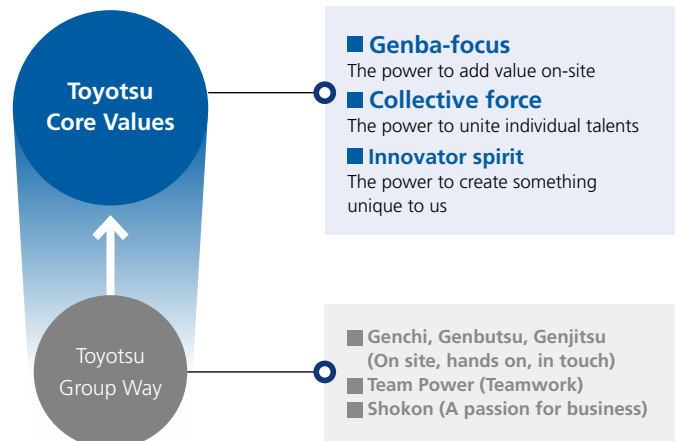 Toyotsu
Core Values
Genba-focus
The power to add value on-site
Collective force
The power to unite individual talents
Innovator spirit
The power to create something
unique to us
Toyotsu
Group Way
Genchi, Genbutsu, Genjitsu
(On site, hands on, in touch)
Team Power (Teamwork)
Shokon (A passion for business)